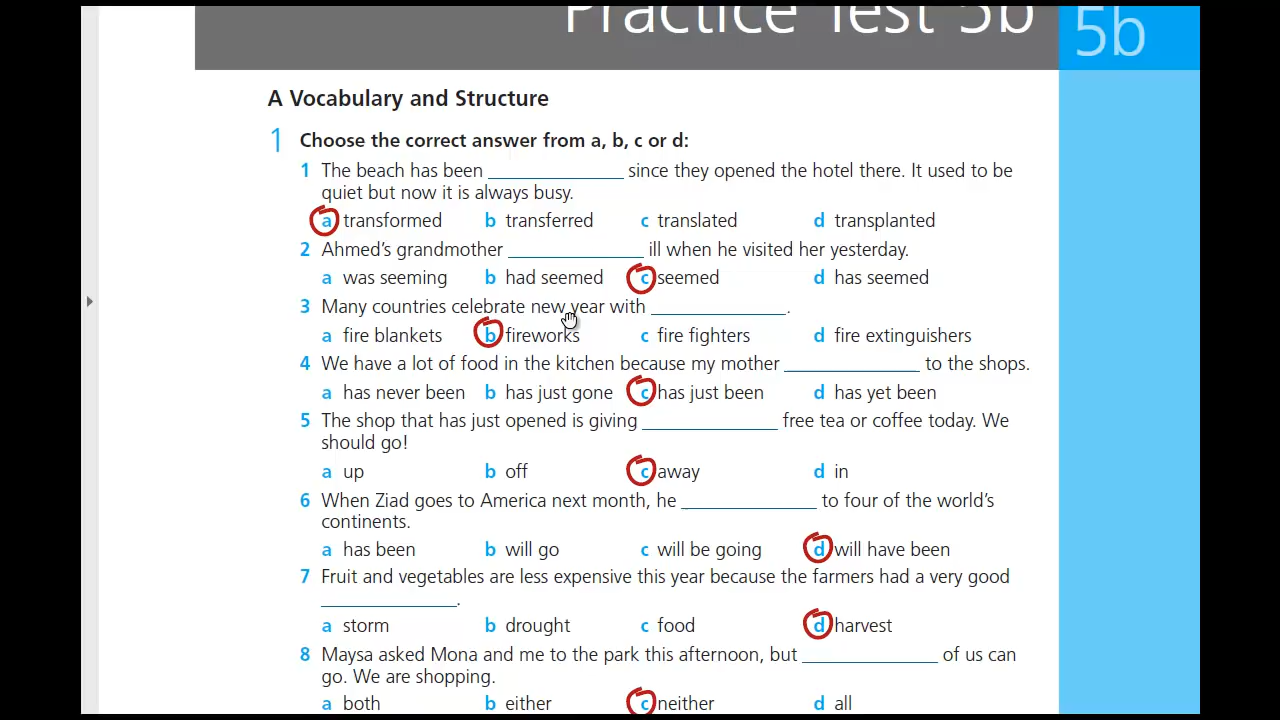 Practice Test 5b
5b
A Vocabulary and Structure
1 Choose the correct answer from a, b, c or d:
1 The beach has been ______________ since they opened the hotel there. It used to be
quiet but now it is always busy.
a transformed b transferred c translated d transplanted
2 Ahmed’s grandmother ______________ ill when he visited her yesterday.
a was seeming b had seemed c seemed d has seemed
3 Many countries celebrate new year with ______________.
a fire blankets b fireworks c fire fighters d fire extinguishers
4 We have a lot of food in the kitchen because my mother ______________ to the shops.
a has never been b has just gone c has just been d has yet been
5 The shop that has just opened is giving ______________ free tea or coffee today. We
should go!
a up b off c away d in
6 When Ziad goes to America next month, he ______________ to four of the world’s
continents.
a has been b will go c will be going d will have been
7 Fruit and vegetables are less expensive this year because the farmers had a very good
______________.
a storm b drought c food d harvest
8 Maysa asked Mona and me to the park this afternoon, but ______________ of us can
go. We are shopping.
a both b either c neither d all